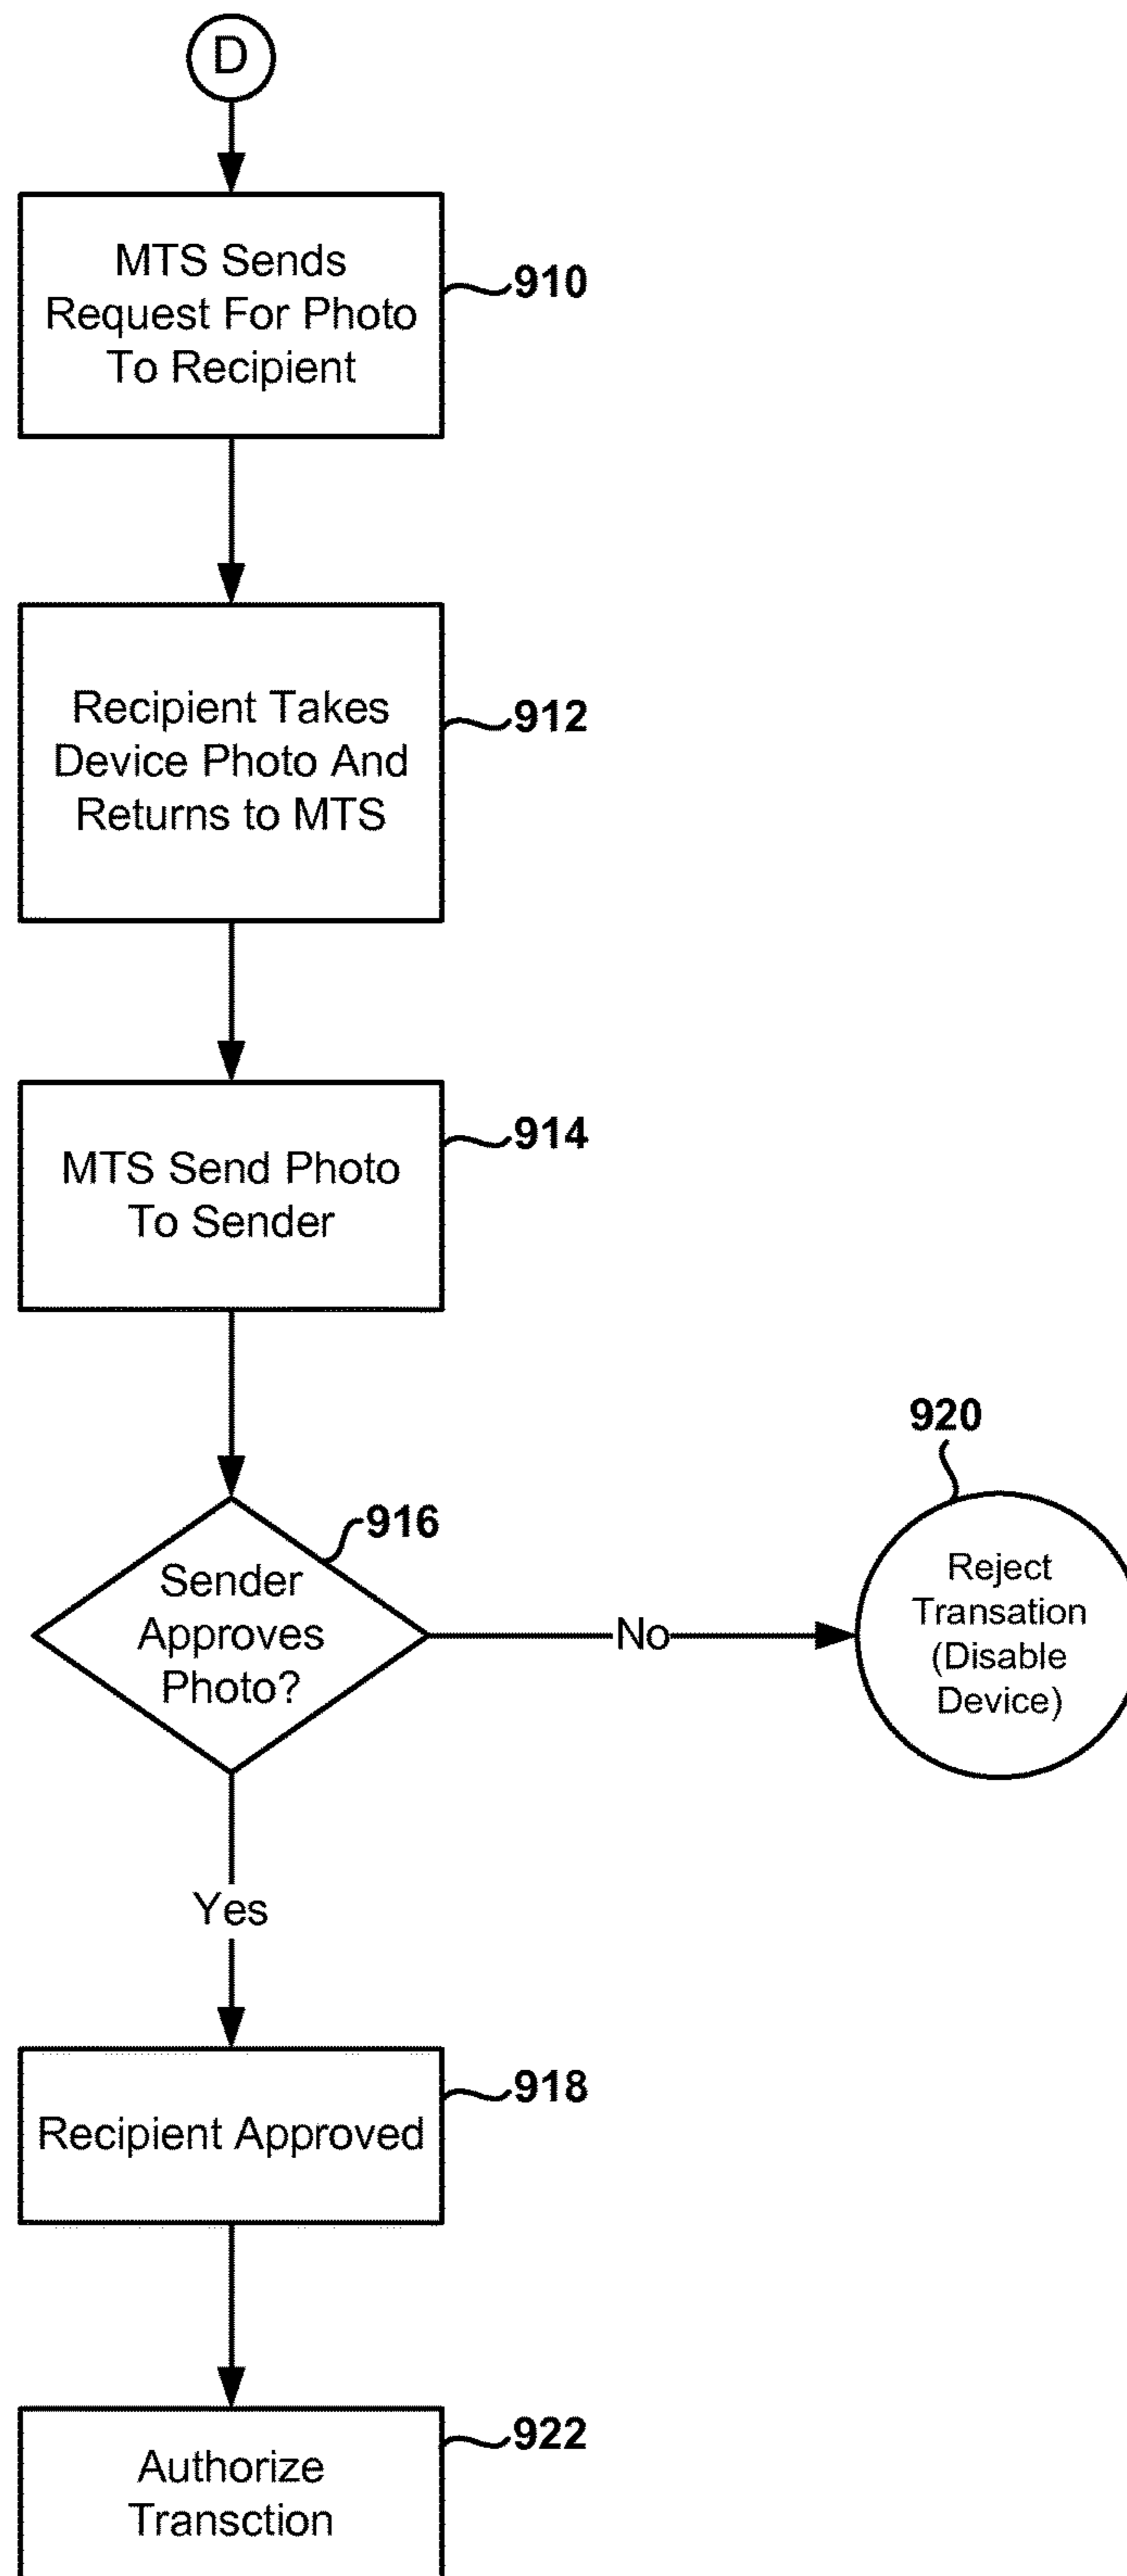 D
MTS Sends
Request For Photo
To Recipient
910
Recipient Takes
Device Photo And
Returns to MTS
912
MTS Send Photo
To Sender
914
Sender
Approves
Photo?
916
No
920
Reject
Transation
(Disable
Device)
Yes
Recipient Approved
918
Authorize
Transction
922